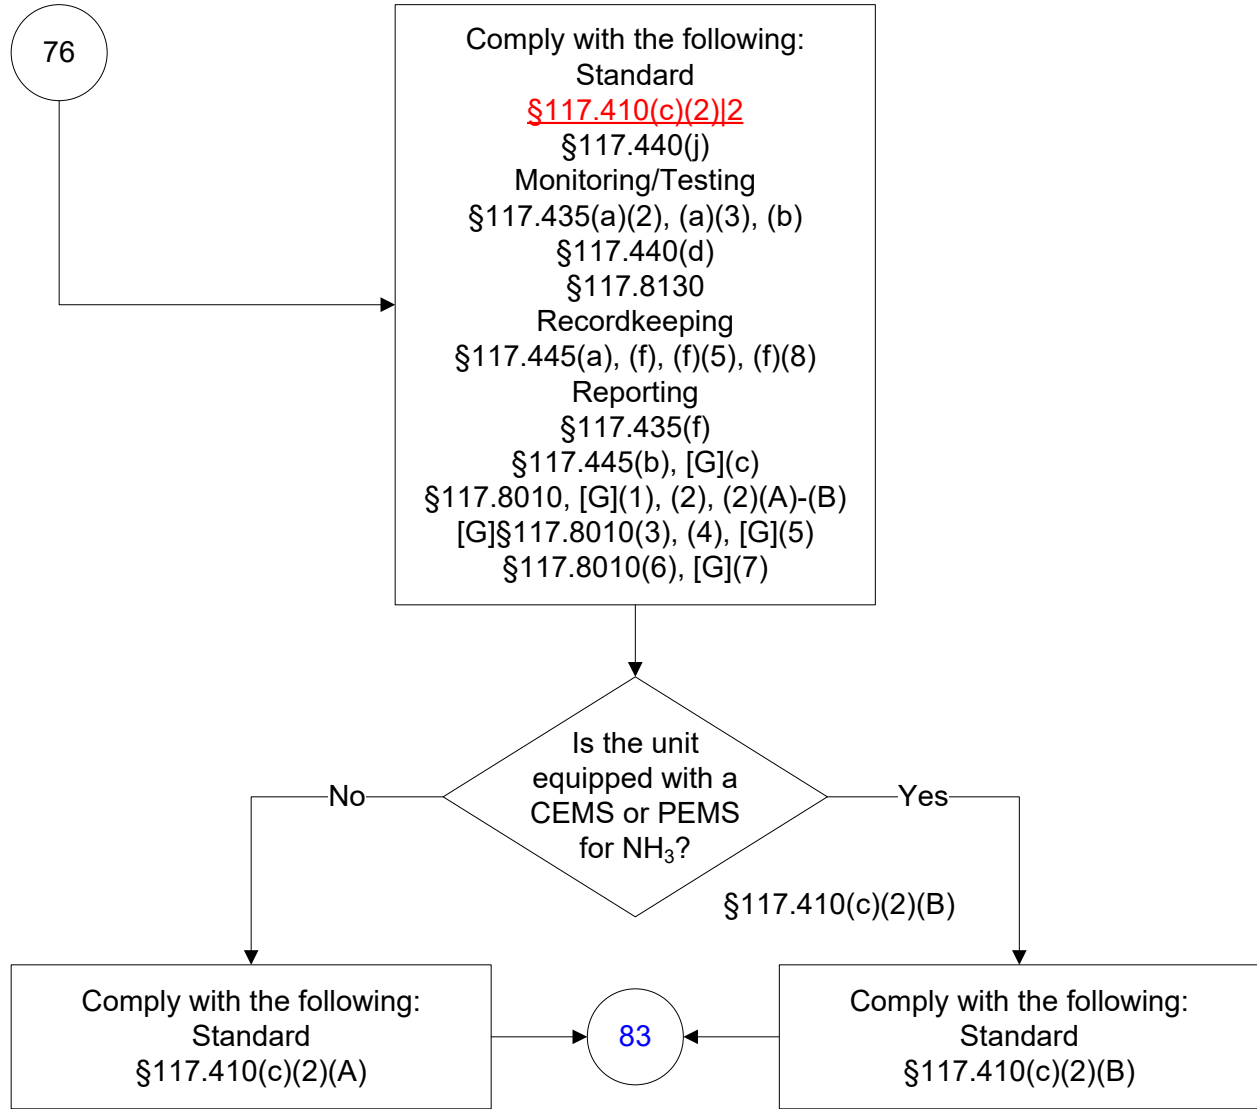 76
Comply with the following:
Standard
§117.410(c)(2)|2
§117.440(j)
Monitoring/Testing
§117.435(a)(2), (a)(3), (b)
§117.440(d)
§117.8130
Recordkeeping
§117.445(a), (f), (f)(5), (f)(8)
Reporting
§117.435(f)
§117.445(b), [G](c)
§117.8010, [G](1), (2), (2)(A)-(B)
[G]§117.8010(3), (4), [G](5)
§117.8010(6), [G](7)
Is the unit
equipped with a
CEMS or PEMS
for NH₃?
No
Yes
§117.410(c)(2)(B)
Comply with the following:
Standard
§117.410(c)(2)(A)
83
Comply with the following:
Standard
§117.410(c)(2)(B)